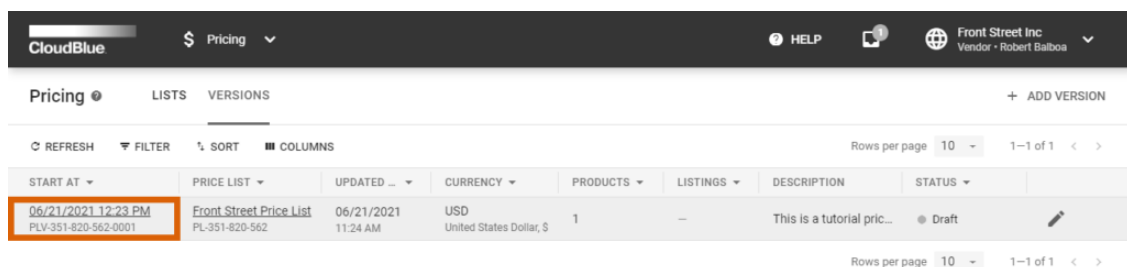 CloudBlue
$ Pricing
HELP
1
Front Street Inc
Vendor • Robert Balboa
Pricing
LISTS
VERSIONS
+ ADD VERSION
REFRESH
FILTER
SORT
COLUMNS
Rows per page 10
1–1 of 1
START AT
PRICE LIST
UPDATED ...
CURRENCY
PRODUCTS
LISTINGS
DESCRIPTION
STATUS
06/21/2021 12:23 PM
PLV-351-820-562-0001
Front Street Price List
PL-351-820-562
06/21/2021
11:24 AM
USD
United States Dollar, $
1
—
This is a tutorial pric...
Draft
Rows per page 10
1–1 of 1